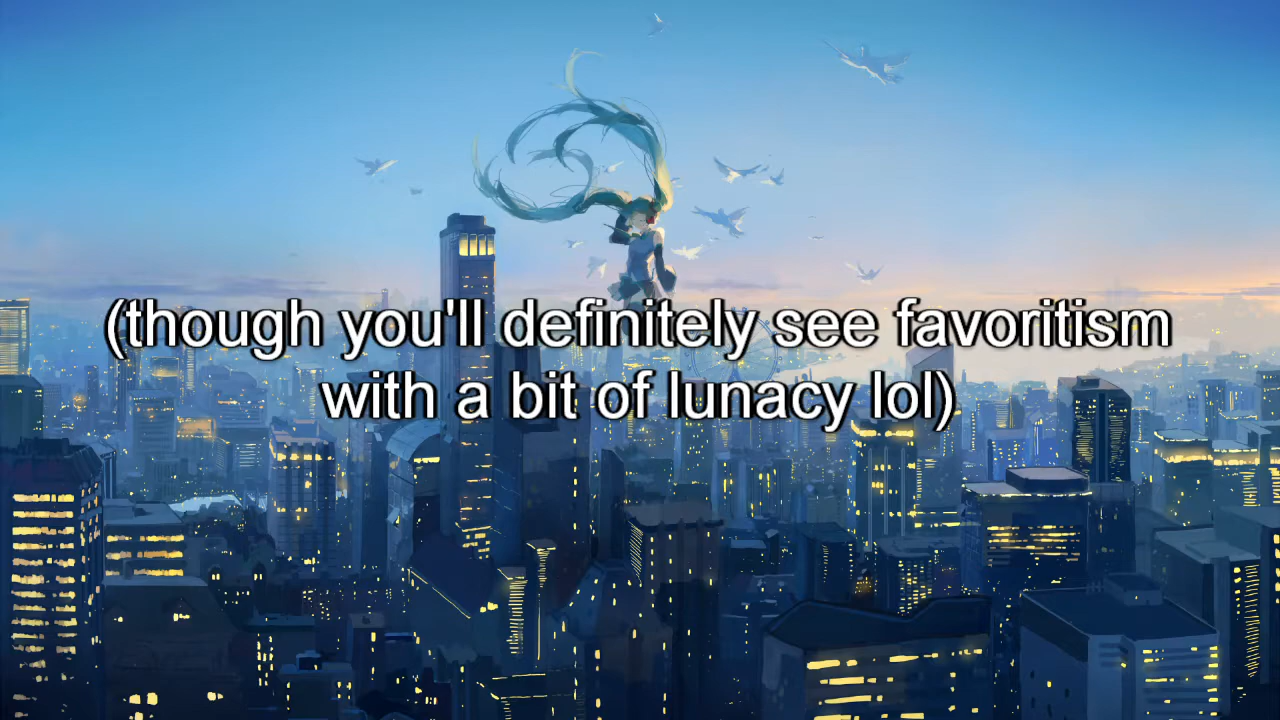 (though you'll definitely see favoritism
with a bit of lunacy lol)